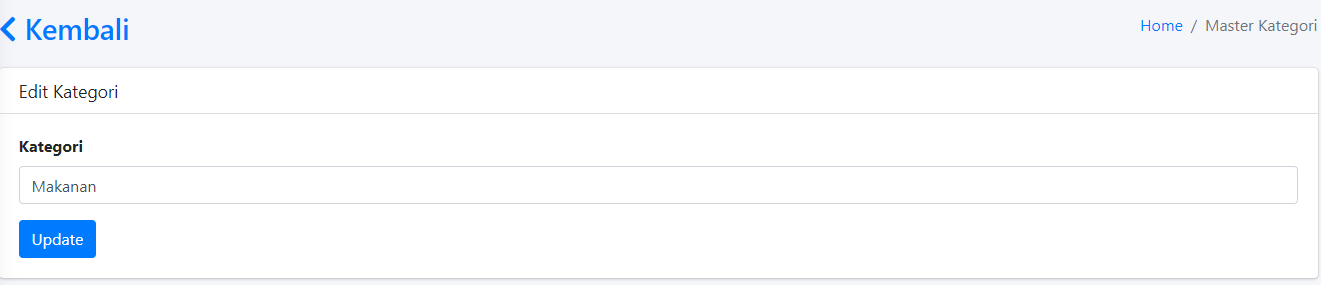 Kembali
Home / Master Kategori
Edit Kategori
Kategori
Makanan
Update